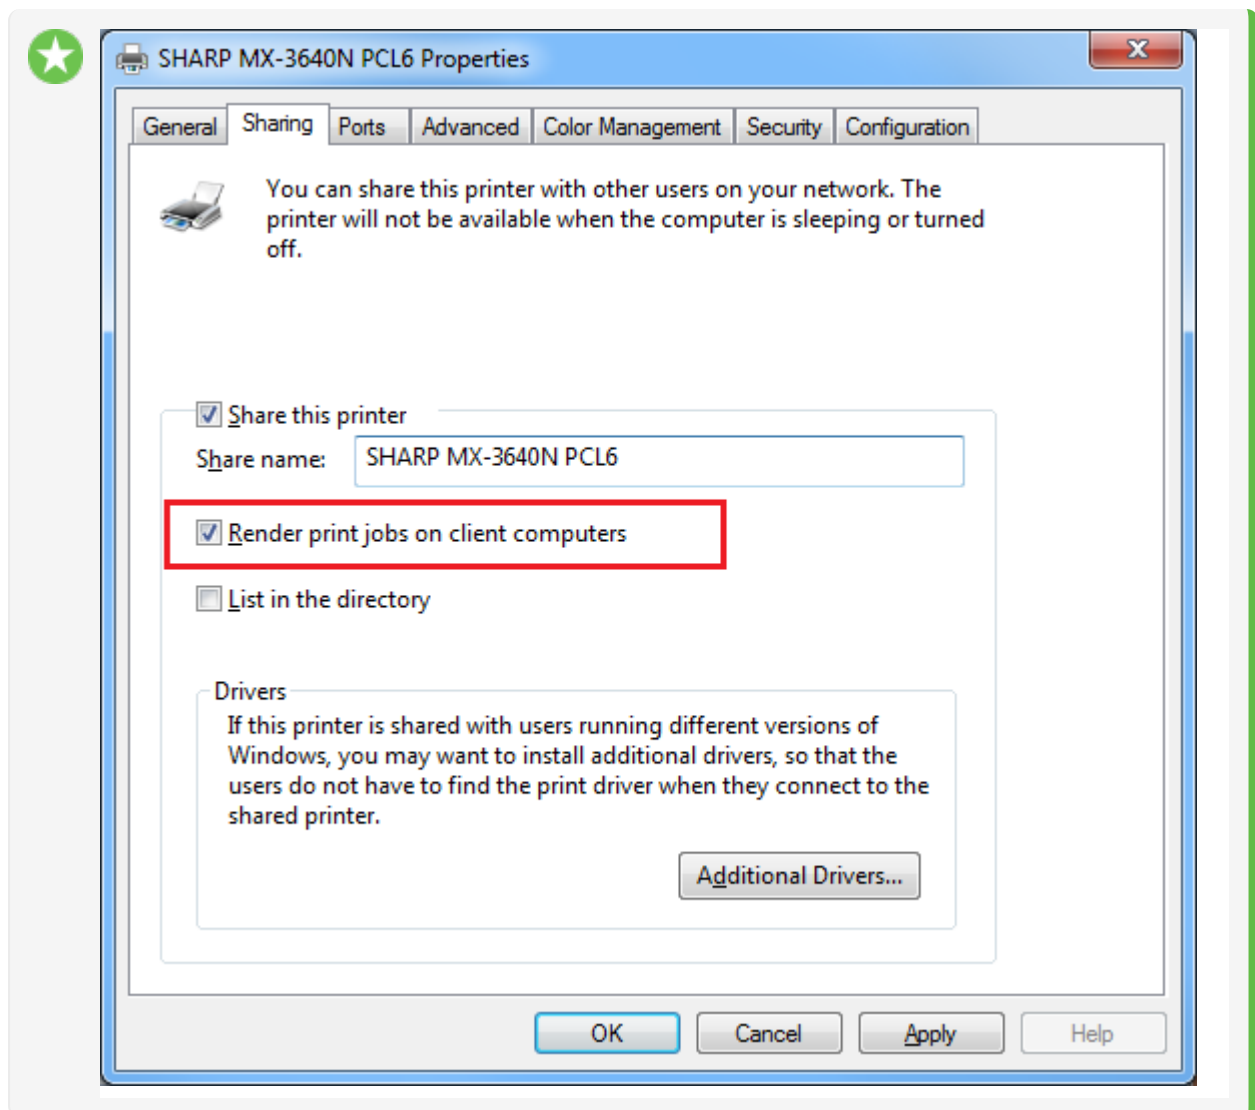 SHARP MX-3640N PCL6 Properties
General Sharing Ports Advanced Color Management Security Configuration
You can share this printer with other users on your network. The
printer will not be available when the computer is sleeping or turned
off.
Share this printer
Share name: SHARP MX-3640N PCL6
Render print jobs on client computers
List in the directory
Drivers
If this printer is shared with users running different versions of
Windows, you may want to install additional drivers, so that the
users do not have to find the print driver when they connect to the
shared printer.
Additional Drivers...
OK Cancel Apply Help